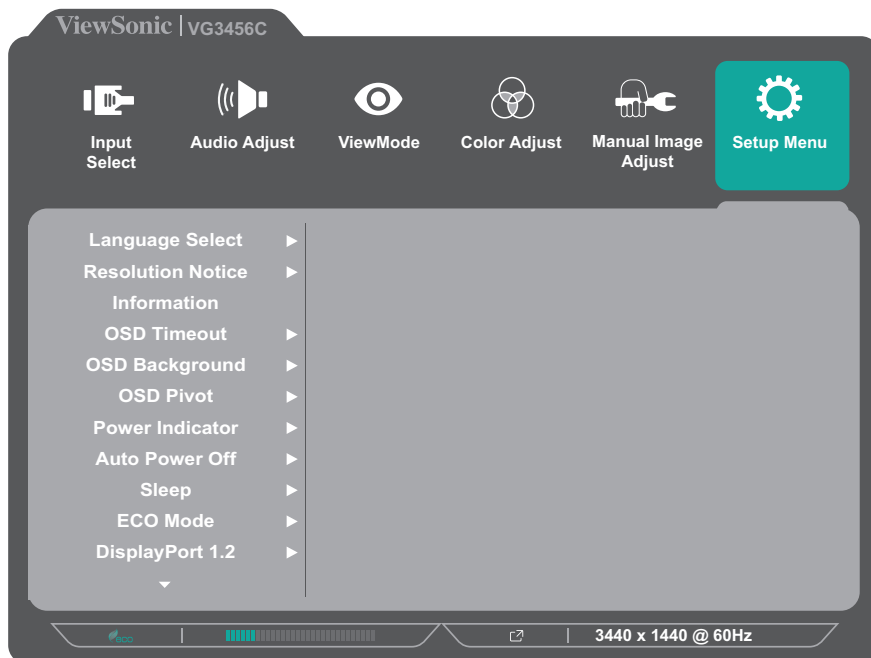 ViewSonic | VG3456C
Input
Select
Audio Adjust
ViewMode
Color Adjust
Manual Image
Adjust
Setup Menu
Language Select
Resolution Notice
Information
OSD Timeout
OSD Background
OSD Pivot
Power Indicator
Auto Power Off
Sleep
ECO Mode
DisplayPort 1.2
eco
3440 x 1440 @ 60Hz